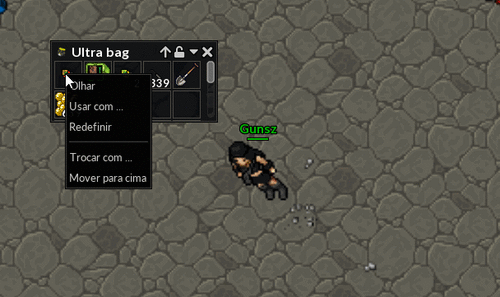 Ultra bag
Olhar
839
Usar com ...
Redefinir
Gunsz
Trocar com ...
Mover para cima